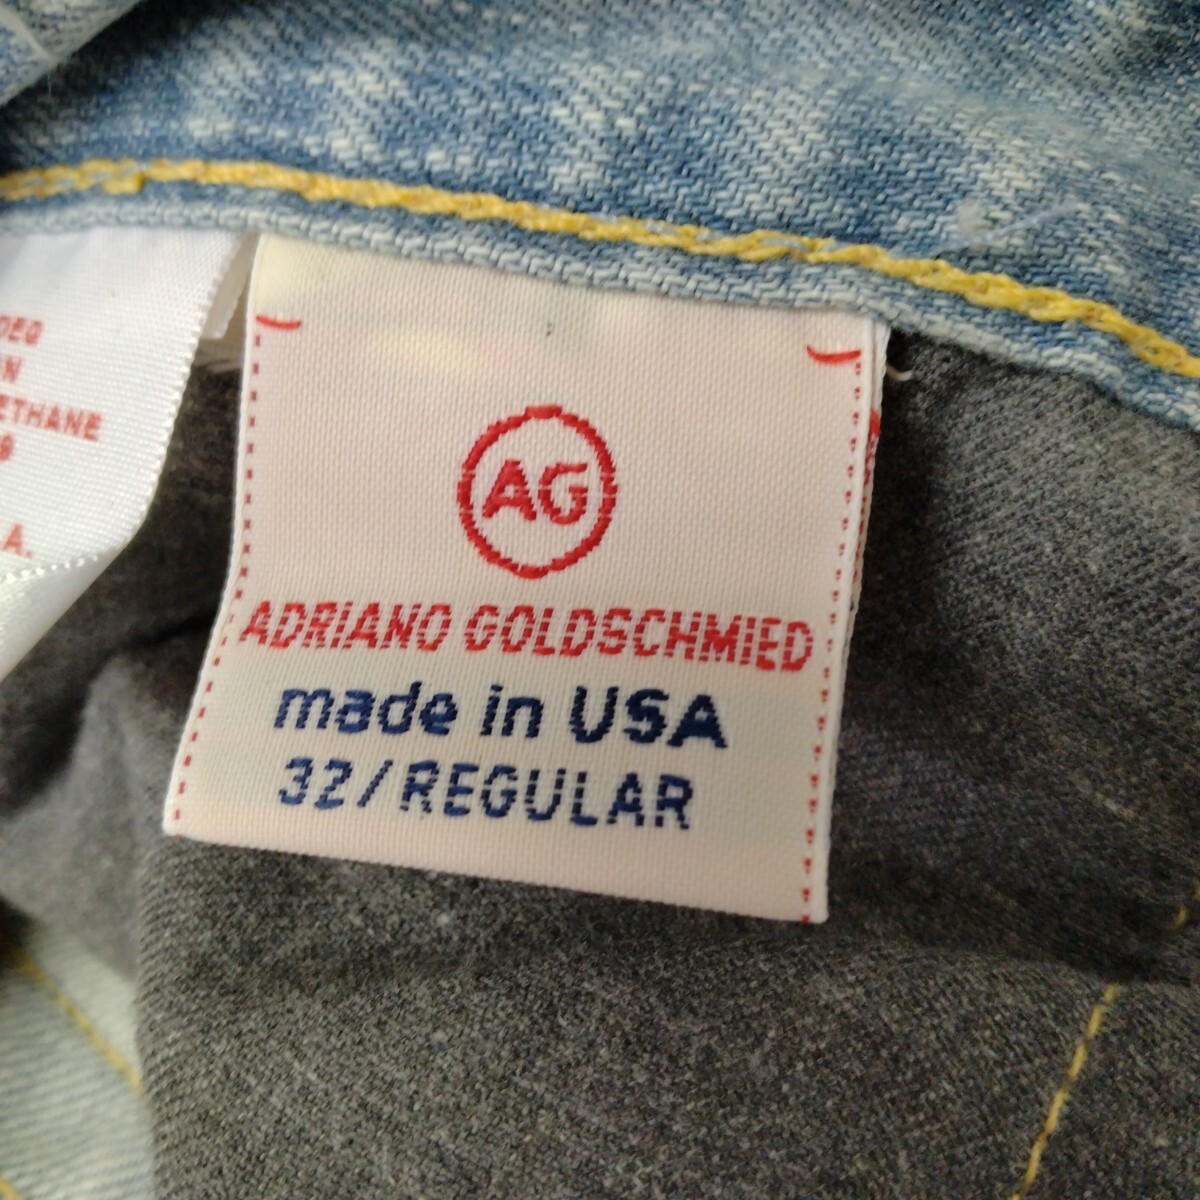 AG
ADRIANO GOLDSCHMIED
made in USA
32/REGULAR